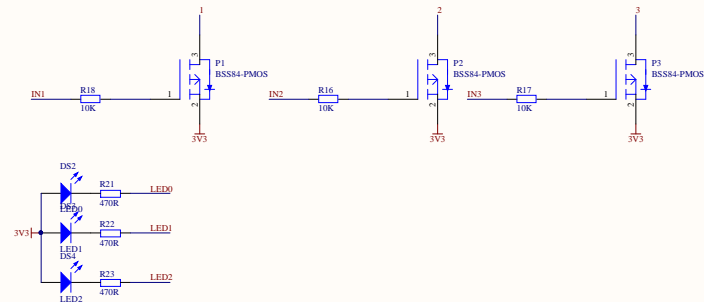 1 2 3
3 P1 3 P2 3 P3
BSS84-PMOS BSS84-PMOS BSS84-PMOS
IN1 R18 1 IN2 R16 1 IN3 R17 1
10K 2 10K 2 10K 2
3V3 3V3 3V3
DS2
R21 LED0
470R
DS3
LED0
R22 LED1
3V3
470R
LED1
DS4
R23 LED2
470R
LED2